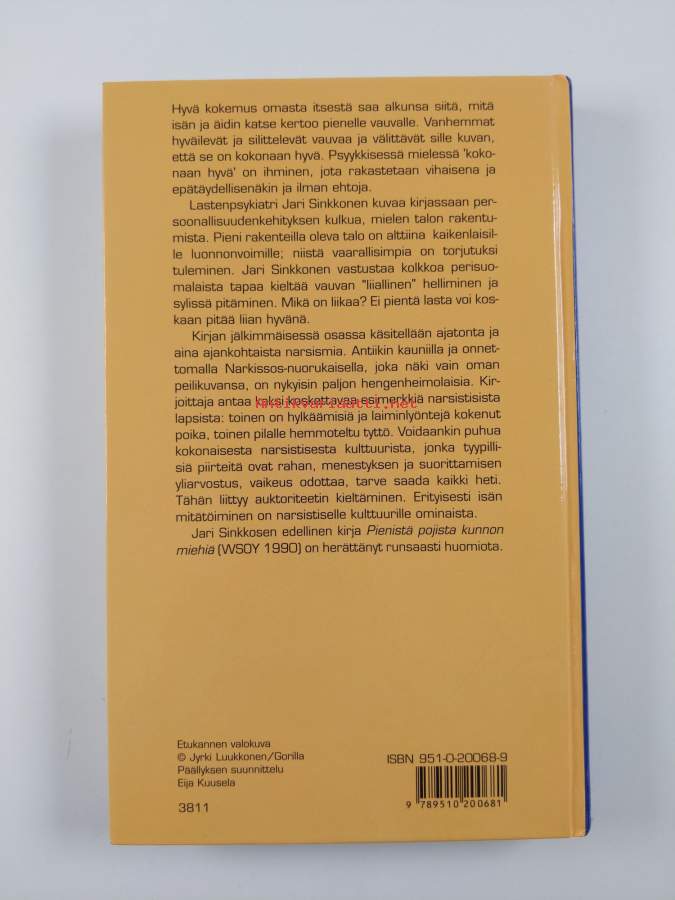 Hyvä kokemus omasta itsestä saa alkunsa siitä, mitä
isän ja äidin katse kertoo pienelle vauvalle. Vanhemmat
hyväilevät ja silittelevät vauvaa ja välittävät sille kuvan,
että se on kokonaan hyvä. Psyykkisessä mielessä 'koko-
naan hyvä' on ihminen, jota rakastetaan vihaisena ja
epätäydellisenäkin ja ilman ehtoja.
Lastenpsykiatri Jari Sinkkonen kuvaa kirjassaan per-
soonallisuudenkehityksen kulkua, mielen talon rakentu-
mista. Pieni rakenteilla oleva talo on alttiina kaikenlaisil-
le luonnonvoimille; niistä vaarallisimpia on torjutuksi
tuleminen. Jari Sinkkonen vastustaa kolkkoa perisuo-
malaista tapaa kieltää vauvan "liiallinen" helliminen ja
sylissä pitäminen. Mikä on liikaa? Ei pientä lasta voi kos-
kaan pitää liian hyvänä.
Kirjan jälkimmäisessä osassa käsitellään ajatonta ja
aina ajankohtaista narsismia. Antiikin kauniilla ja onnet-
tomalla Narkissos-nuorukaisella, joka näki vain oman
peilikuvansa, on nykyisin paljon hengenheimolaisia. Kir-
joittaja antaa kaksi koskettavaa esimerkkiä narsistisista
antikvariaatti.net
lapsista: toinen on hylkäämisiä ja laiminlyöntejä kokenut
poika, toinen pilalle hemmoteltu tyttö. Voidaankin puhua
kokonaisesta narsistisesta kulttuurista, jonka tyypilli-
siä piirteitä ovat rahan, menestyksen ja suorittamisen
yliarvostus, vaikeus odottaa, tarve saada kaikki heti.
Tähän liittyy auktoriteetin kieltäminen. Erityisesti isän
mitätöiminen on narsistiselle kulttuurille ominaista.
Jari Sinkkosen edellinen kirja Pienistä pojista kunnon
miehiä (WSOY 1990) on herättänyt runsaasti huomiota.
Etukannen valokuva
© Jyrki Luukkonen/Gorilla
Päällyksen suunnittelu
Eija Kuusela
3811
ISBN 951-0-20068-9
9 789510 200681